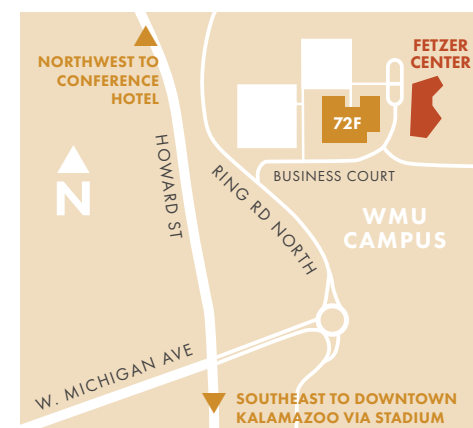 FETZER
CENTER
NORTHWEST TO
CONFERENCE
HOTEL
72F
HOWARD ST
RING RD NORTH
BUSINESS COURT
N
WMU
CAMPUS
W. MICHIGAN AVE
SOUTHEAST TO DOWNTOWN
KALAMAZOO VIA STADIUM